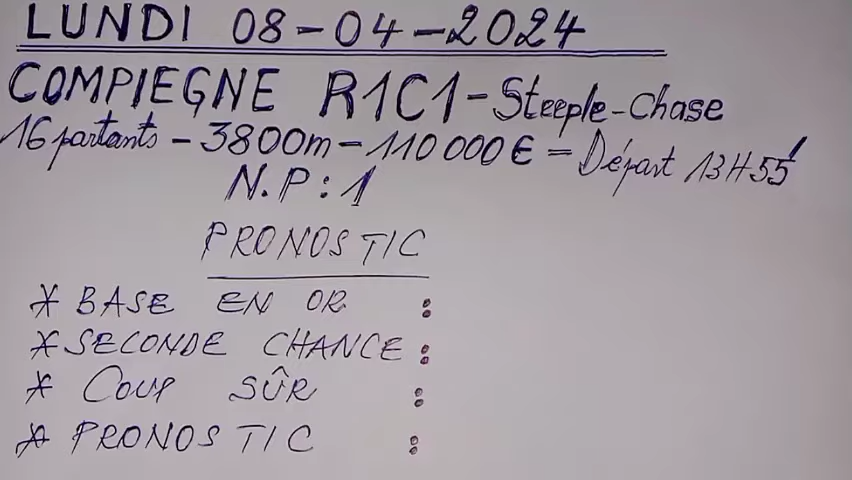 LUNDI 08-04-2024
COMPIEGNE R1C1-Steeple-Chase
16 partants - 3800m - 110 000€ = Départ 13H55'
N.P : 1
PRONOSTIC
* BASE EN OR :
* SECONDE CHANCE :
* COUP SÛR :
* PRONOSTIC :